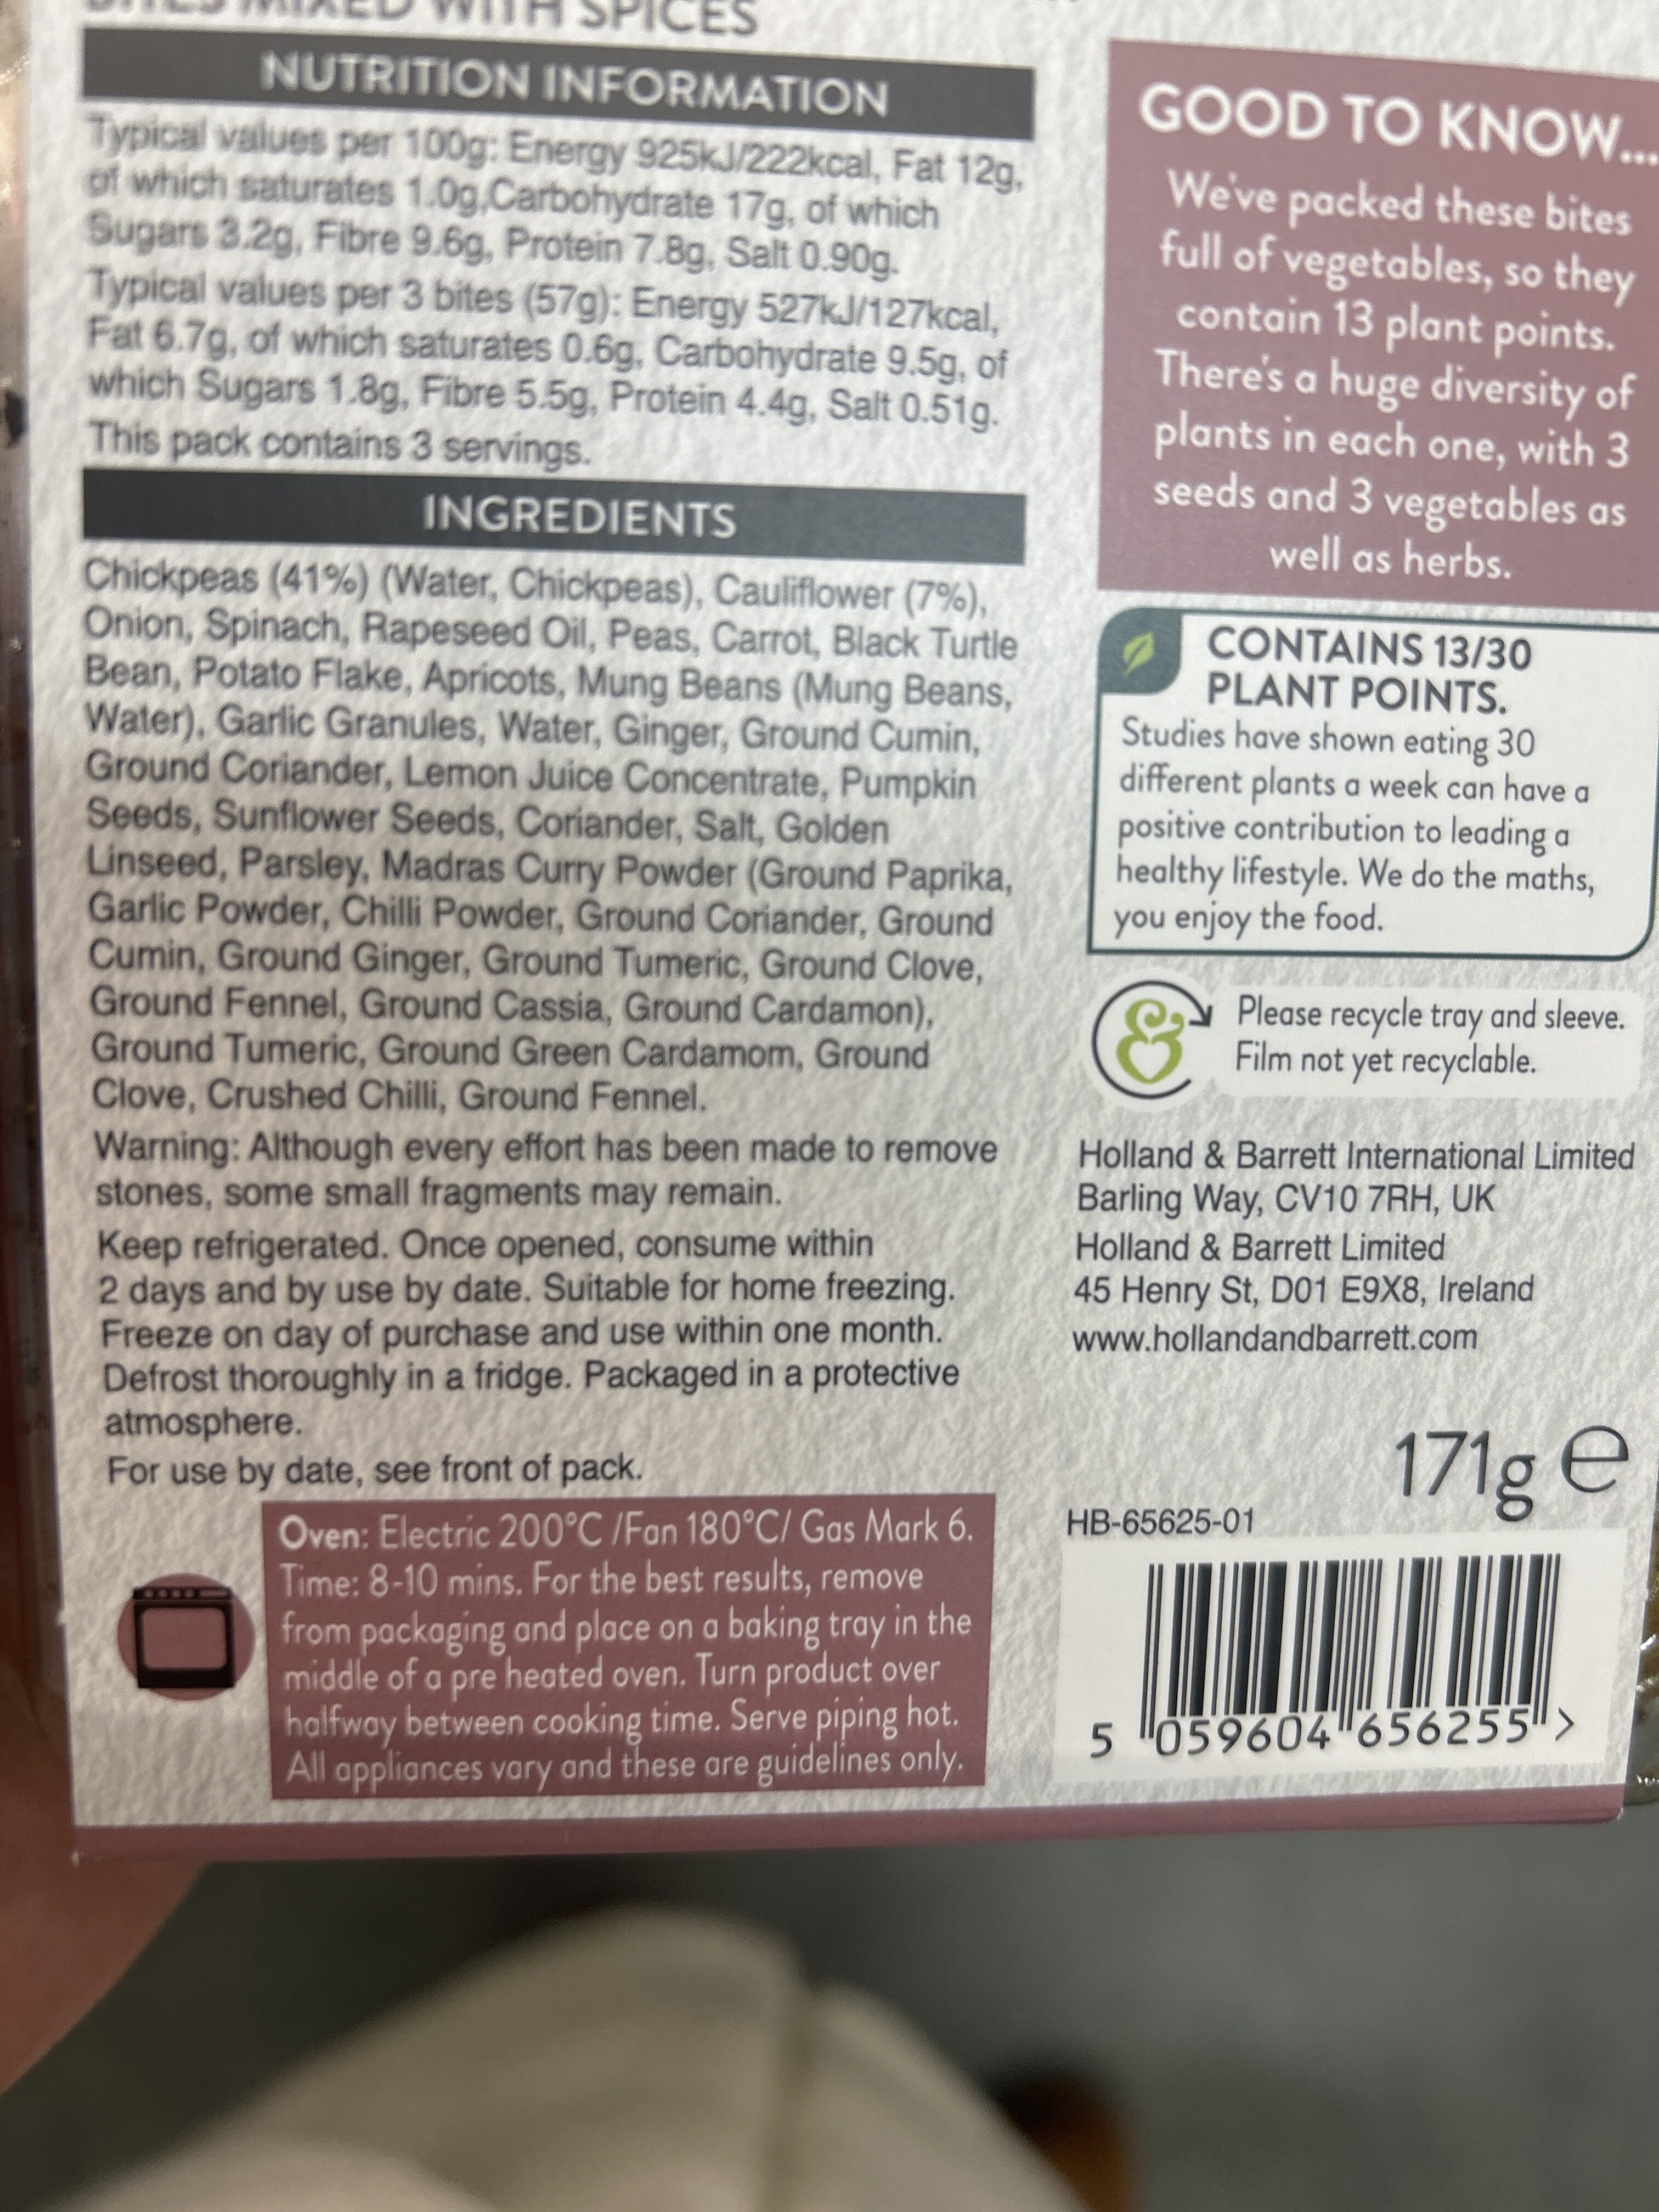 BITES MIXED WITH SPICES
NUTRITION INFORMATION
Typical values per 100g: Energy 925kJ/222kcal, Fat 12g,
of which saturates 1.0g,Carbohydrate 17g, of which
Sugars 3.2g, Fibre 9.6g, Protein 7.8g, Salt 0.90g.
Typical values per 3 bites (57g): Energy 527kJ/127kcal,
Fat 6.7g, of which saturates 0.6g, Carbohydrate 9.5g, of
which Sugars 1.8g, Fibre 5.5g, Protein 4.4g, Salt 0.51g.
This pack contains 3 servings.
INGREDIENTS
Chickpeas (41%) (Water, Chickpeas), Cauliflower (7%),
Onion, Spinach, Rapeseed Oil, Peas, Carrot, Black Turtle
Bean, Potato Flake, Apricots, Mung Beans (Mung Beans,
Water), Garlic Granules, Water, Ginger, Ground Cumin,
Ground Coriander, Lemon Juice Concentrate, Pumpkin
Seeds, Sunflower Seeds, Coriander, Salt, Golden
Linseed, Parsley, Madras Curry Powder (Ground Paprika,
Garlic Powder, Chilli Powder, Ground Coriander, Ground
Cumin, Ground Ginger, Ground Tumeric, Ground Clove,
Ground Fennel, Ground Cassia, Ground Cardamon),
Ground Tumeric, Ground Green Cardamom, Ground
Clove, Crushed Chilli, Ground Fennel.
Warning: Although every effort has been made to remove
stones, some small fragments may remain.
Keep refrigerated. Once opened, consume within
2 days and by use by date. Suitable for home freezing.
Freeze on day of purchase and use within one month.
Defrost thoroughly in a fridge. Packaged in a protective
atmosphere.
For use by date, see front of pack.
Oven: Electric 200°C /Fan 180°C/ Gas Mark 6.
Time: 8-10 mins. For the best results, remove
from packaging and place on a baking tray in the
middle of a pre heated oven. Turn product over
halfway between cooking time. Serve piping hot.
All appliances vary and these are guidelines only.
GOOD TO KNOW...
We've packed these bites
full of vegetables, so they
contain 13 plant points.
There's a huge diversity of
plants in each one, with 3
seeds and 3 vegetables as
well as herbs.
CONTAINS 13/30
PLANT POINTS.
Studies have shown eating 30
different plants a week can have a
positive contribution to leading a
healthy lifestyle. We do the maths,
you enjoy the food.
&
Please recycle tray and sleeve.
Film not yet recyclable.
Holland & Barrett International Limited
Barling Way, CV10 7RH, UK
Holland & Barrett Limited
45 Henry St, D01 E9X8, Ireland
www.hollandandbarrett.com
171g e
HB-65625-01
5 059604 656255 >